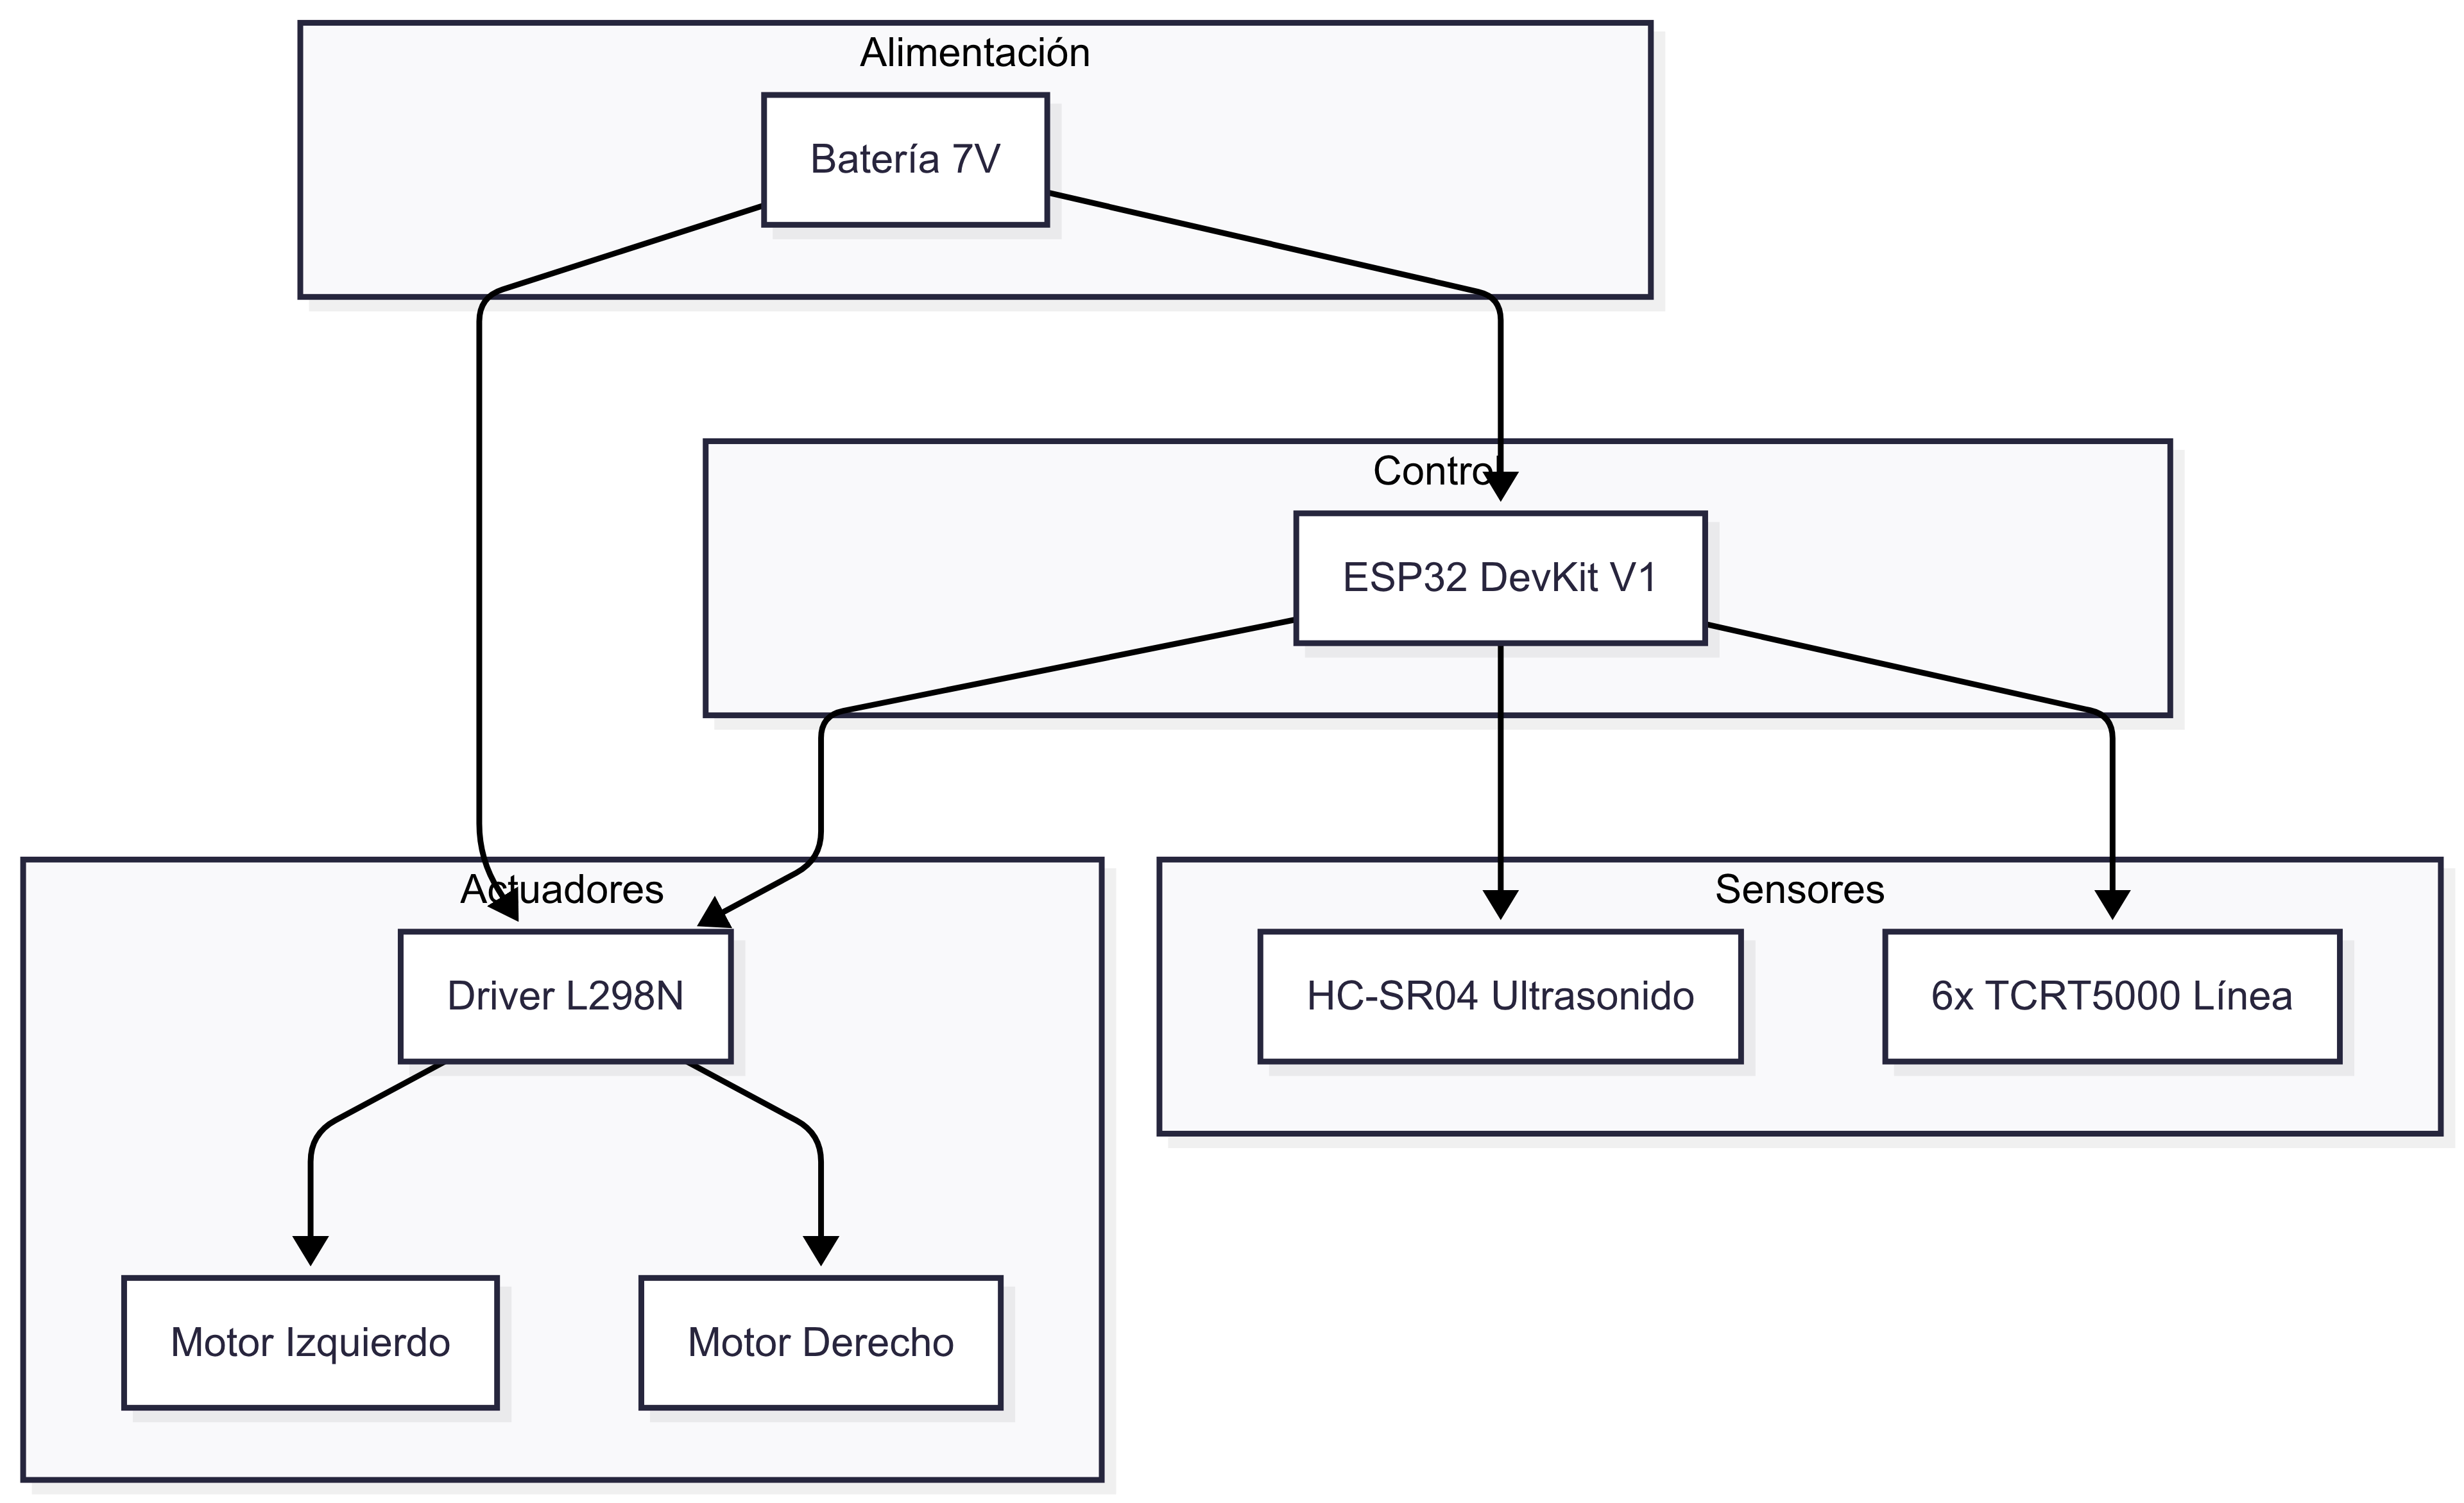 Alimentación
Batería 7V
Control
ESP32 DevKit V1
Actuadores
Sensores
Driver L298N
HC-SR04 Ultrasonido
6x TCRT5000 Línea
Motor Izquierdo
Motor Derecho